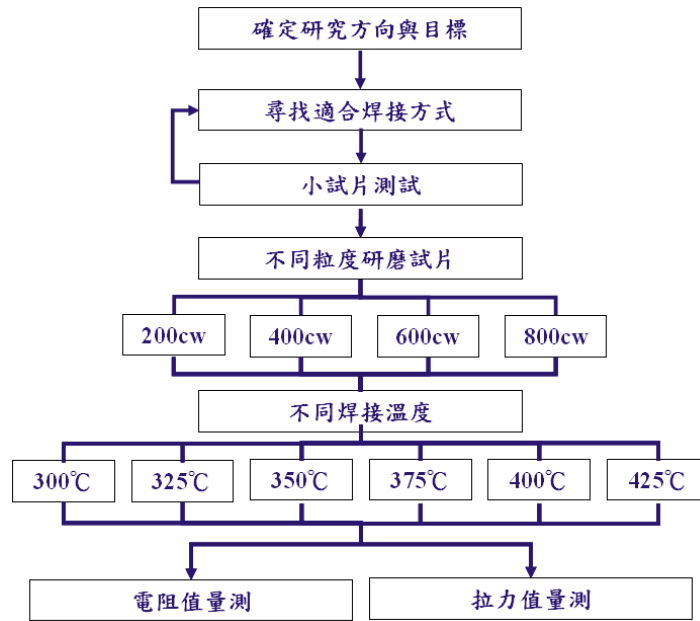 確定研究方向與目標
尋找適合焊接方式
小試片測試
不同粒度研磨試片
200cw 400cw 600cw 800cw
不同焊接溫度
300℃ 325℃ 350℃ 375℃ 400℃ 425℃
電阻值量測 拉力值量測